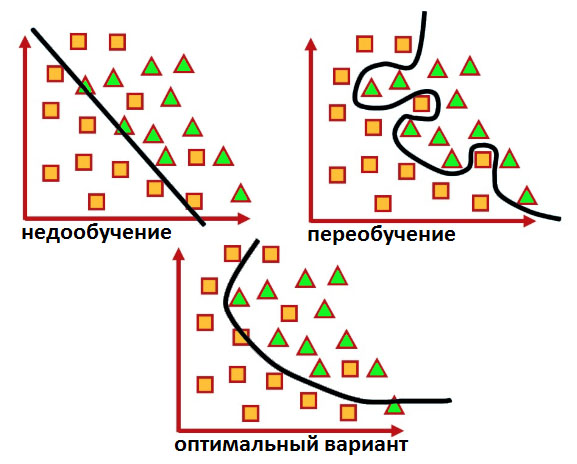 недообучение
переобучение
оптимальный вариант